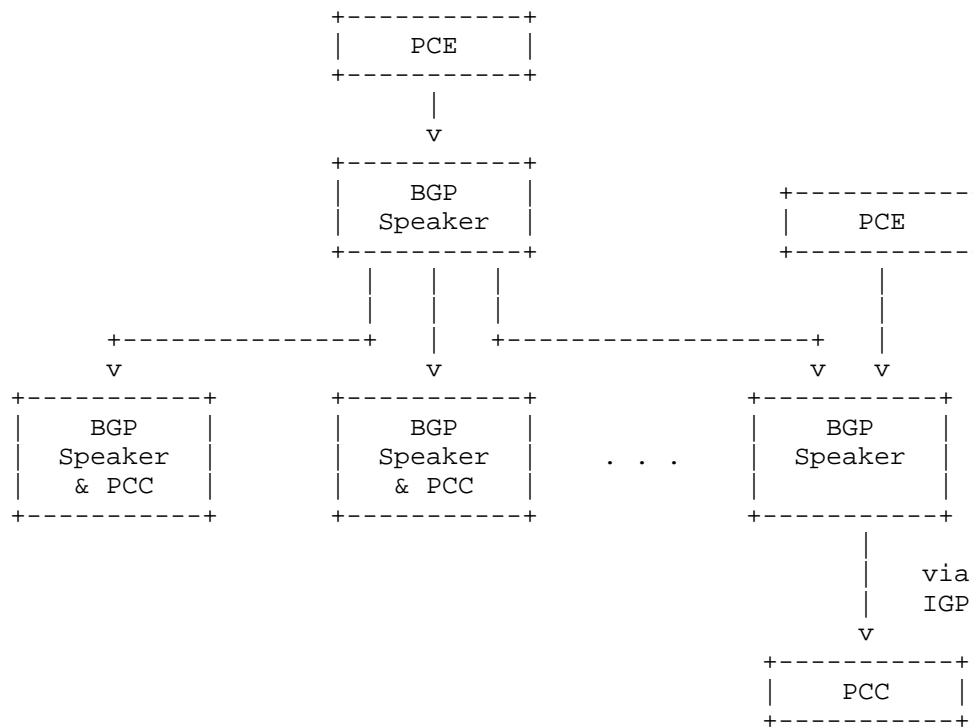 PCE
BGP
Speaker
PCE
v
v v v v
BGP BGP BGP
Speaker Speaker . . . Speaker
& PCC & PCC
via
IGP
v
PCC